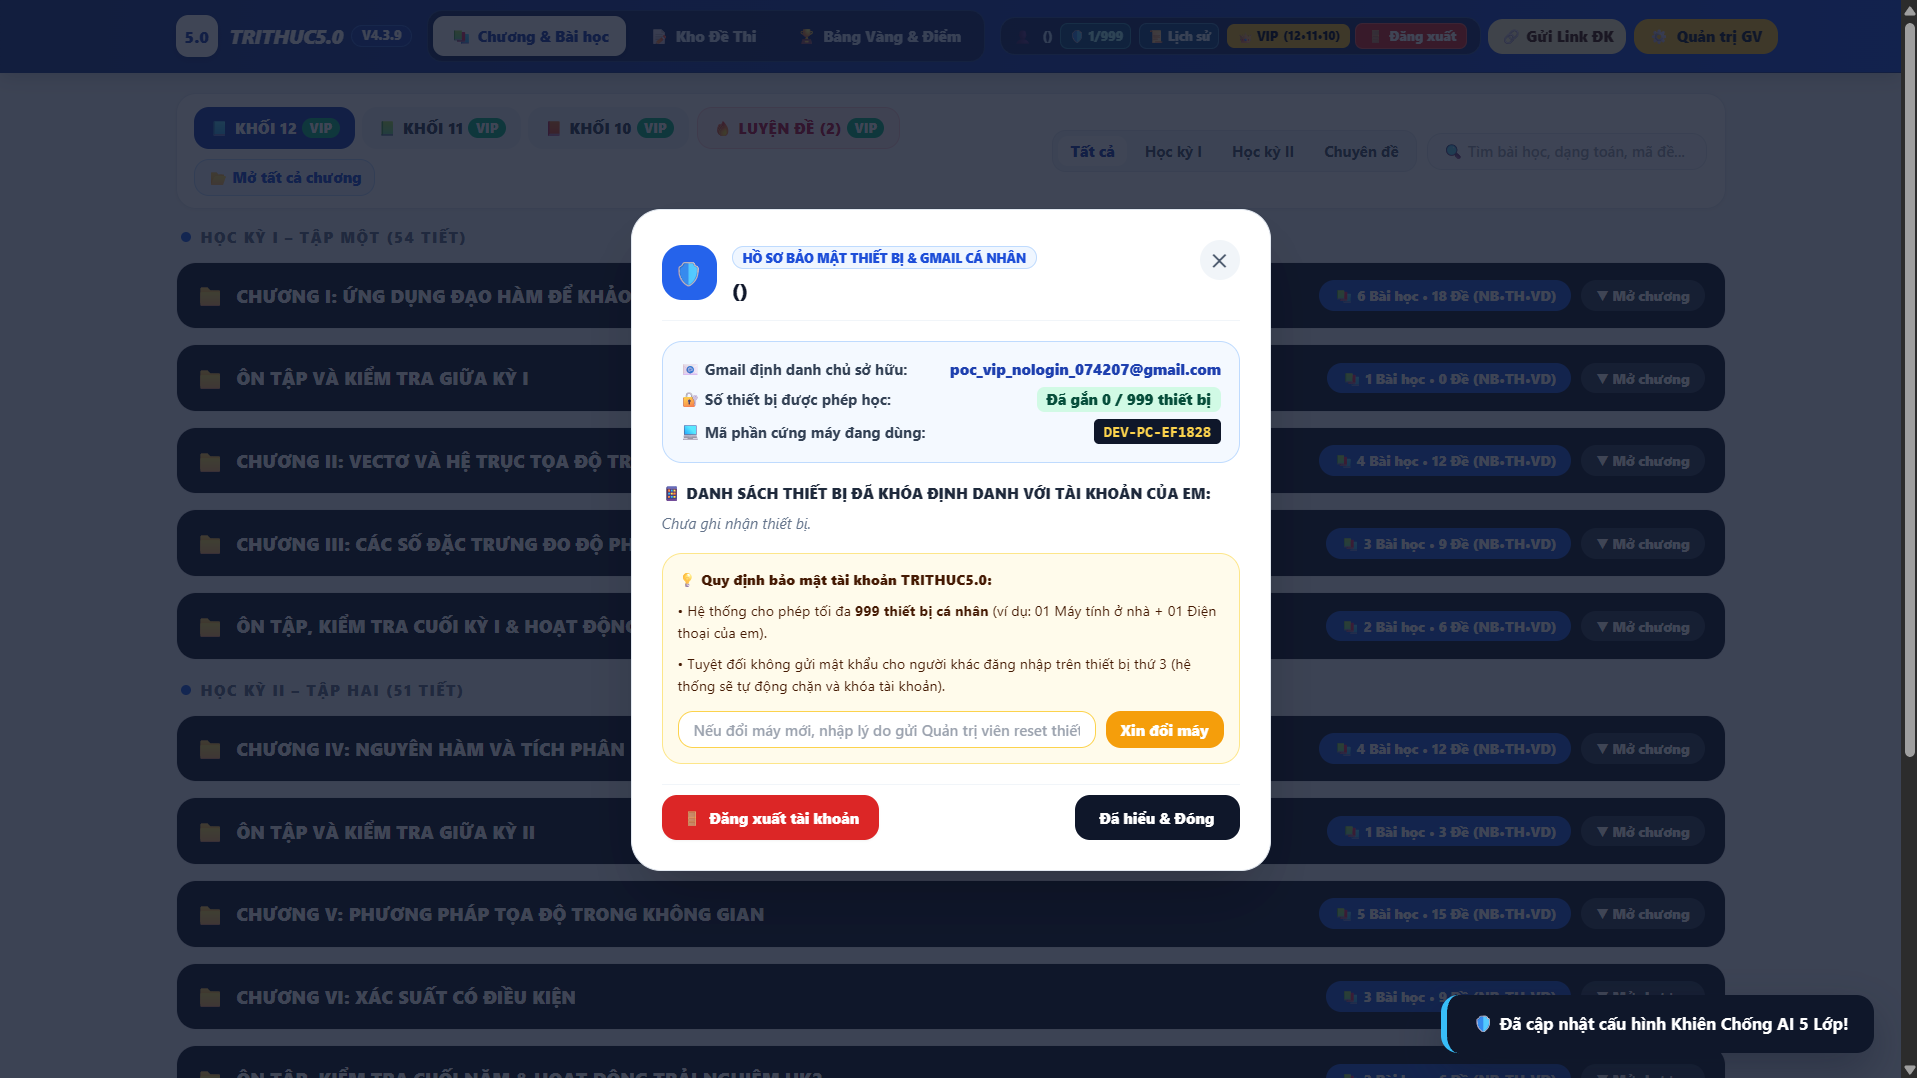 5.0 TRITHUC5.0 V4.3.9 Chương & Bài học Kho Đề Thi Bảng Vàng & Điểm () 1/999 Lịch sử VIP (12•11•10) Đăng xuất Gửi Link ĐK Quản trị GV
KHỐI 12 VIP KHỐI 11 VIP KHỐI 10 VIP LUYỆN ĐỀ (2) VIP
Tất cả Học kỳ I Học kỳ II Chuyên đề Tìm bài học, dạng toán, mã đề...
Mở tất cả chương
HỌC KỲ I – TẬP MỘT (54 TIẾT)
CHƯƠNG I: ỨNG DỤNG ĐẠO HÀM ĐỂ KHẢO
6 Bài học • 18 Đề (NB•TH•VD) ▼ Mở chương
ÔN TẬP VÀ KIỂM TRA GIỮA KỲ I
1 Bài học • 0 Đề (NB•TH•VD) ▼ Mở chương
CHƯƠNG II: VECTƠ VÀ HỆ TRỤC TỌA ĐỘ TR
4 Bài học • 12 Đề (NB•TH•VD) ▼ Mở chương
CHƯƠNG III: CÁC SỐ ĐẶC TRƯNG ĐO ĐỘ PH
3 Bài học • 9 Đề (NB•TH•VD) ▼ Mở chương
ÔN TẬP, KIỂM TRA CUỐI KỲ I & HOẠT ĐỘNG
2 Bài học • 6 Đề (NB•TH•VD) ▼ Mở chương
HỌC KỲ II – TẬP HAI (51 TIẾT)
CHƯƠNG IV: NGUYÊN HÀM VÀ TÍCH PHÂN
4 Bài học • 12 Đề (NB•TH•VD) ▼ Mở chương
ÔN TẬP VÀ KIỂM TRA GIỮA KỲ II
1 Bài học • 3 Đề (NB•TH•VD) ▼ Mở chương
CHƯƠNG V: PHƯƠNG PHÁP TỌA ĐỘ TRONG KHÔNG GIAN
5 Bài học • 15 Đề (NB•TH•VD) ▼ Mở chương
CHƯƠNG VI: XÁC SUẤT CÓ ĐIỀU KIỆN
3 Bài học • 9
ÔN TẬP, KIỂM TRA CUỐI NĂM & HOẠT ĐỘNG TRẢI NGHIỆM HK2
HỒ SƠ BẢO MẬT THIẾT BỊ & GMAIL CÁ NHÂN
()
Gmail định danh chủ sở hữu: poc_vip_nologin_074207@gmail.com
Số thiết bị được phép học: Đã gắn 0 / 999 thiết bị
Mã phần cứng máy đang dùng: DEV-PC-EF1828
DANH SÁCH THIẾT BỊ ĐÃ KHÓA ĐỊNH DANH VỚI TÀI KHOẢN CỦA EM:
Chưa ghi nhận thiết bị.
Quy định bảo mật tài khoản TRITHUC5.0:
• Hệ thống cho phép tối đa 999 thiết bị cá nhân (ví dụ: 01 Máy tính ở nhà + 01 Điện
thoại của em).
• Tuyệt đối không gửi mật khẩu cho người khác đăng nhập trên thiết bị thứ 3 (hệ
thống sẽ tự động chặn và khóa tài khoản).
Nếu đổi máy mới, nhập lý do gửi Quản trị viên reset thiết Xin đổi máy
Đăng xuất tài khoản Đã hiểu & Đóng
Đã cập nhật cấu hình Khiên Chống AI 5 Lớp!